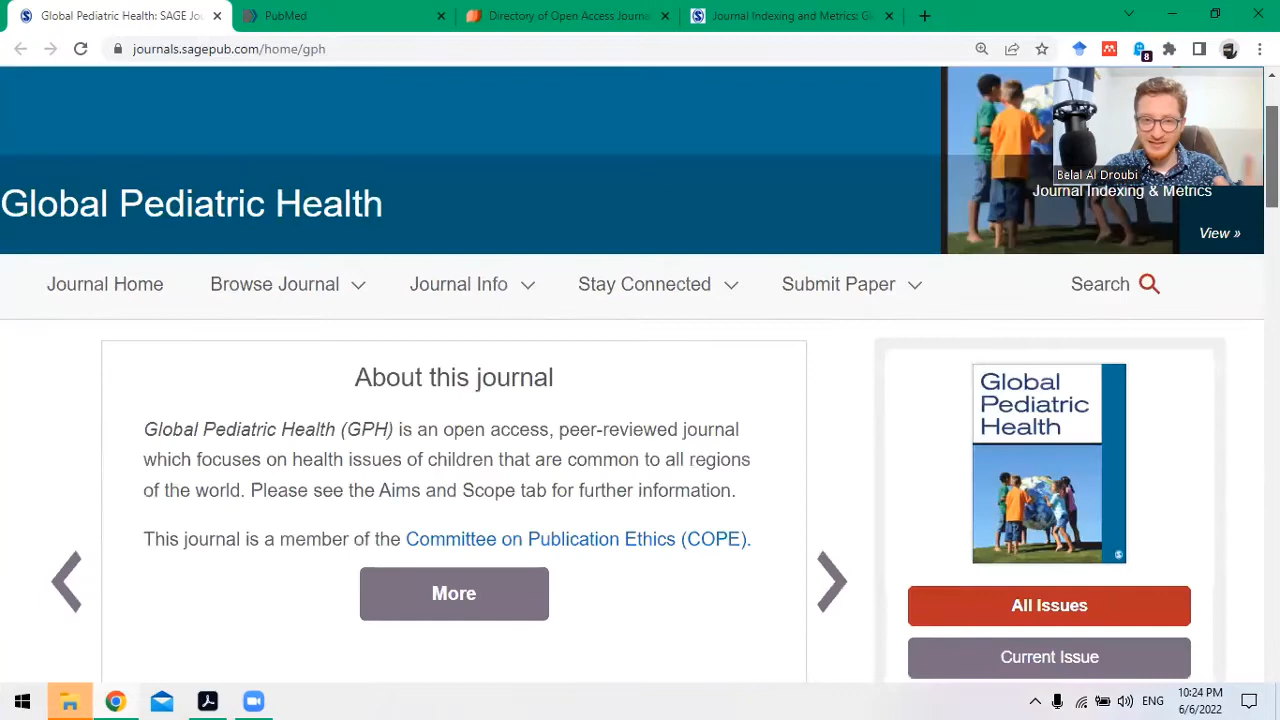 Global Pediatric Health: SAGE Jou
PubMed
Directory of Open Access Journa
Journal Indexing and Metrics: Gl
journals.sagepub.com/home/gph
8
Belal Al Droubi
Journal Indexing & Metrics
View »
Global Pediatric Health
Journal Home
Browse Journal
Journal Info
Stay Connected
Submit Paper
Search
About this journal
Global Pediatric Health (GPH) is an open access, peer-reviewed journal
which focuses on health issues of children that are common to all regions
of the world. Please see the Aims and Scope tab for further information.
This journal is a member of the Committee on Publication Ethics (COPE).
More
Global
Pediatric
Health
All Issues
Current Issue
ENG
10:24 PM
6/6/2022